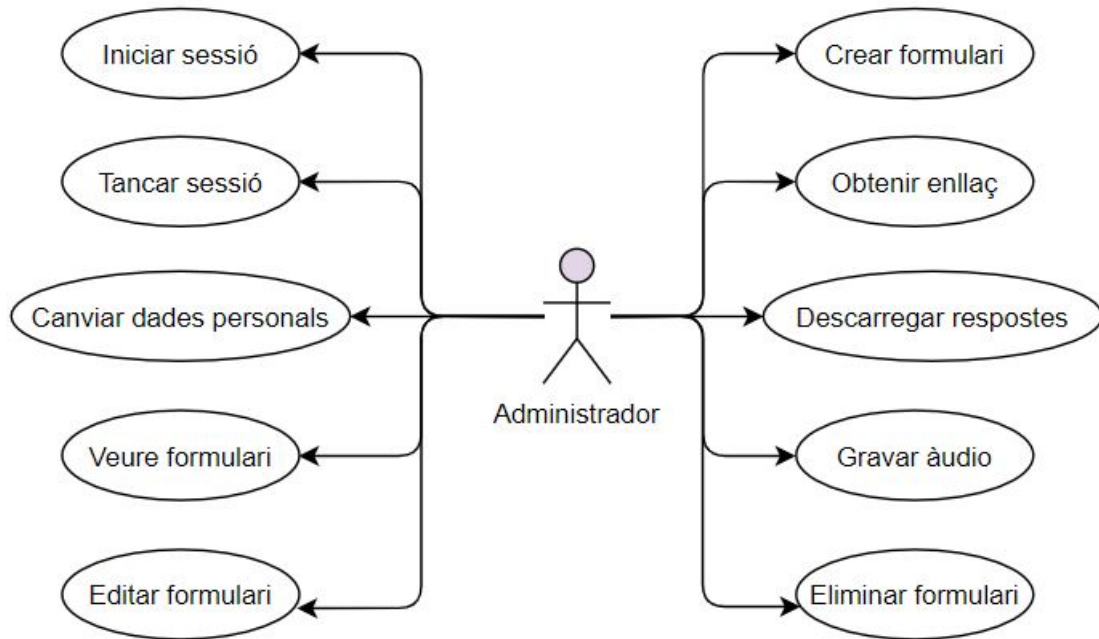 Iniciar sessió
Crear formulari
Tancar sessió
Obtenir enllaç
Canviar dades personals
Descarregar respostes
Administrador
Veure formulari
Gravar àudio
Editar formulari
Eliminar formulari